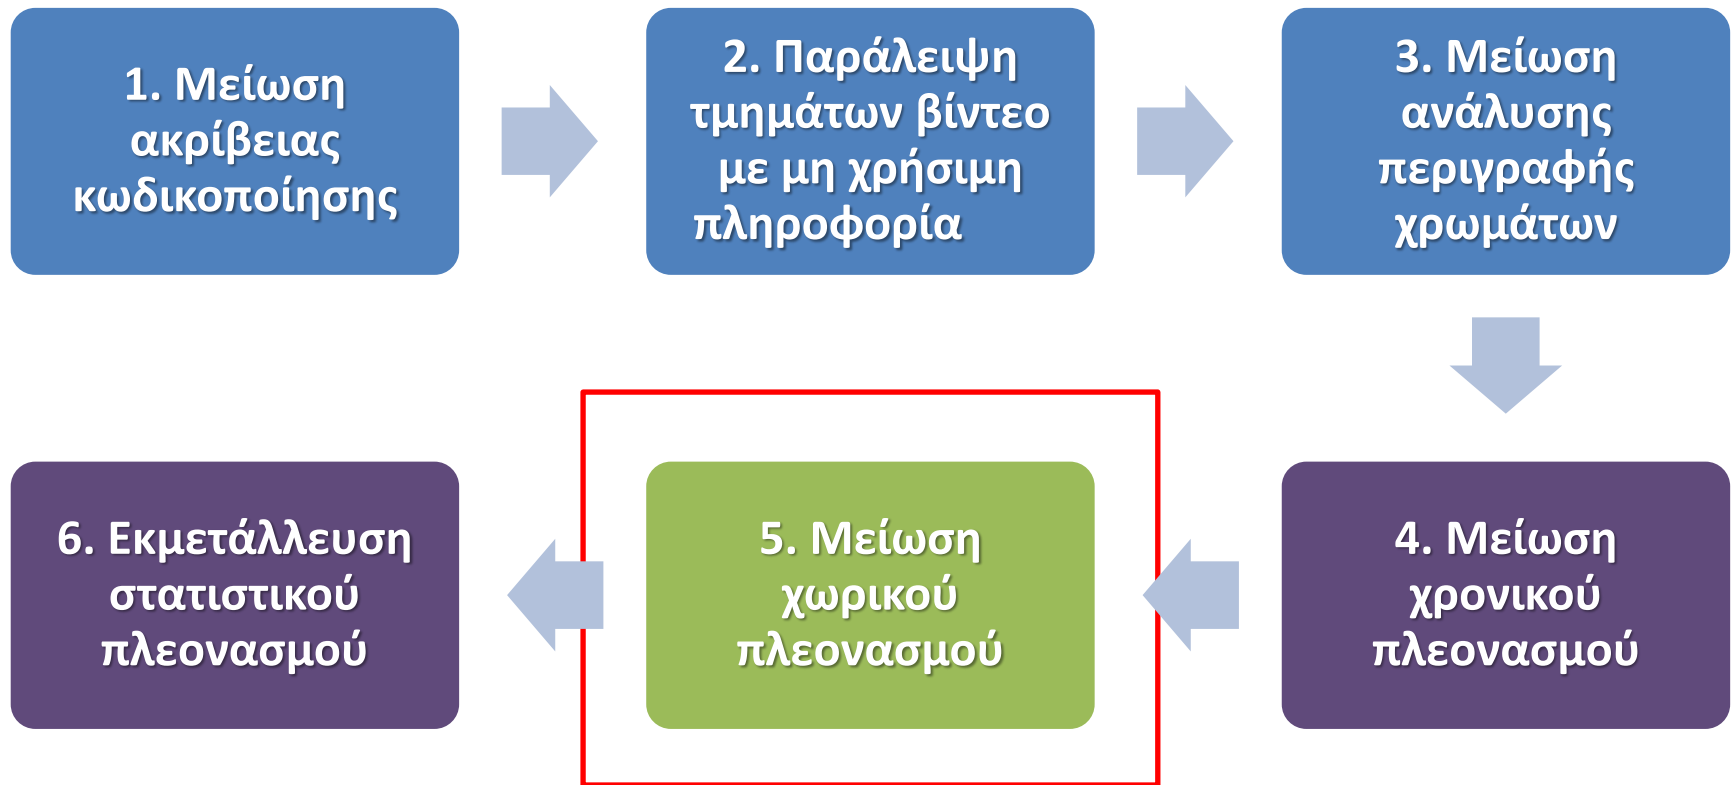 1. Μείωση
ακρίβειας
κωδικοποίησης
2. Παράλειψη
τμημάτων βίντεο
με μη χρήσιμη
πληροφορία
3. Μείωση
ανάλυσης
περιγραφής
χρωμάτων
4. Μείωση
χρονικού
πλεονασμού
5. Μείωση
χωρικού
πλεονασμού
6. Εκμετάλλευση
στατιστικού
πλεονασμού